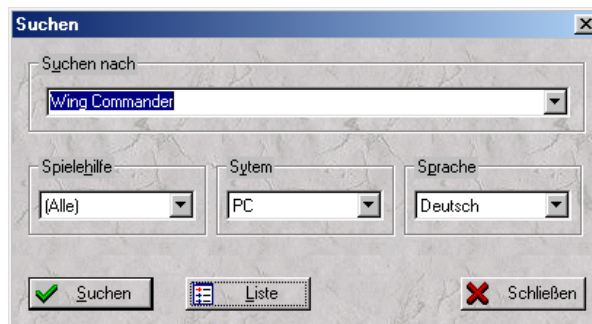 Suchen
Suchen nach
Wing Commander
Spielehilfe
Sytem
Sprache
(Alle)
PC
Deutsch
Suchen
Liste
Schließen